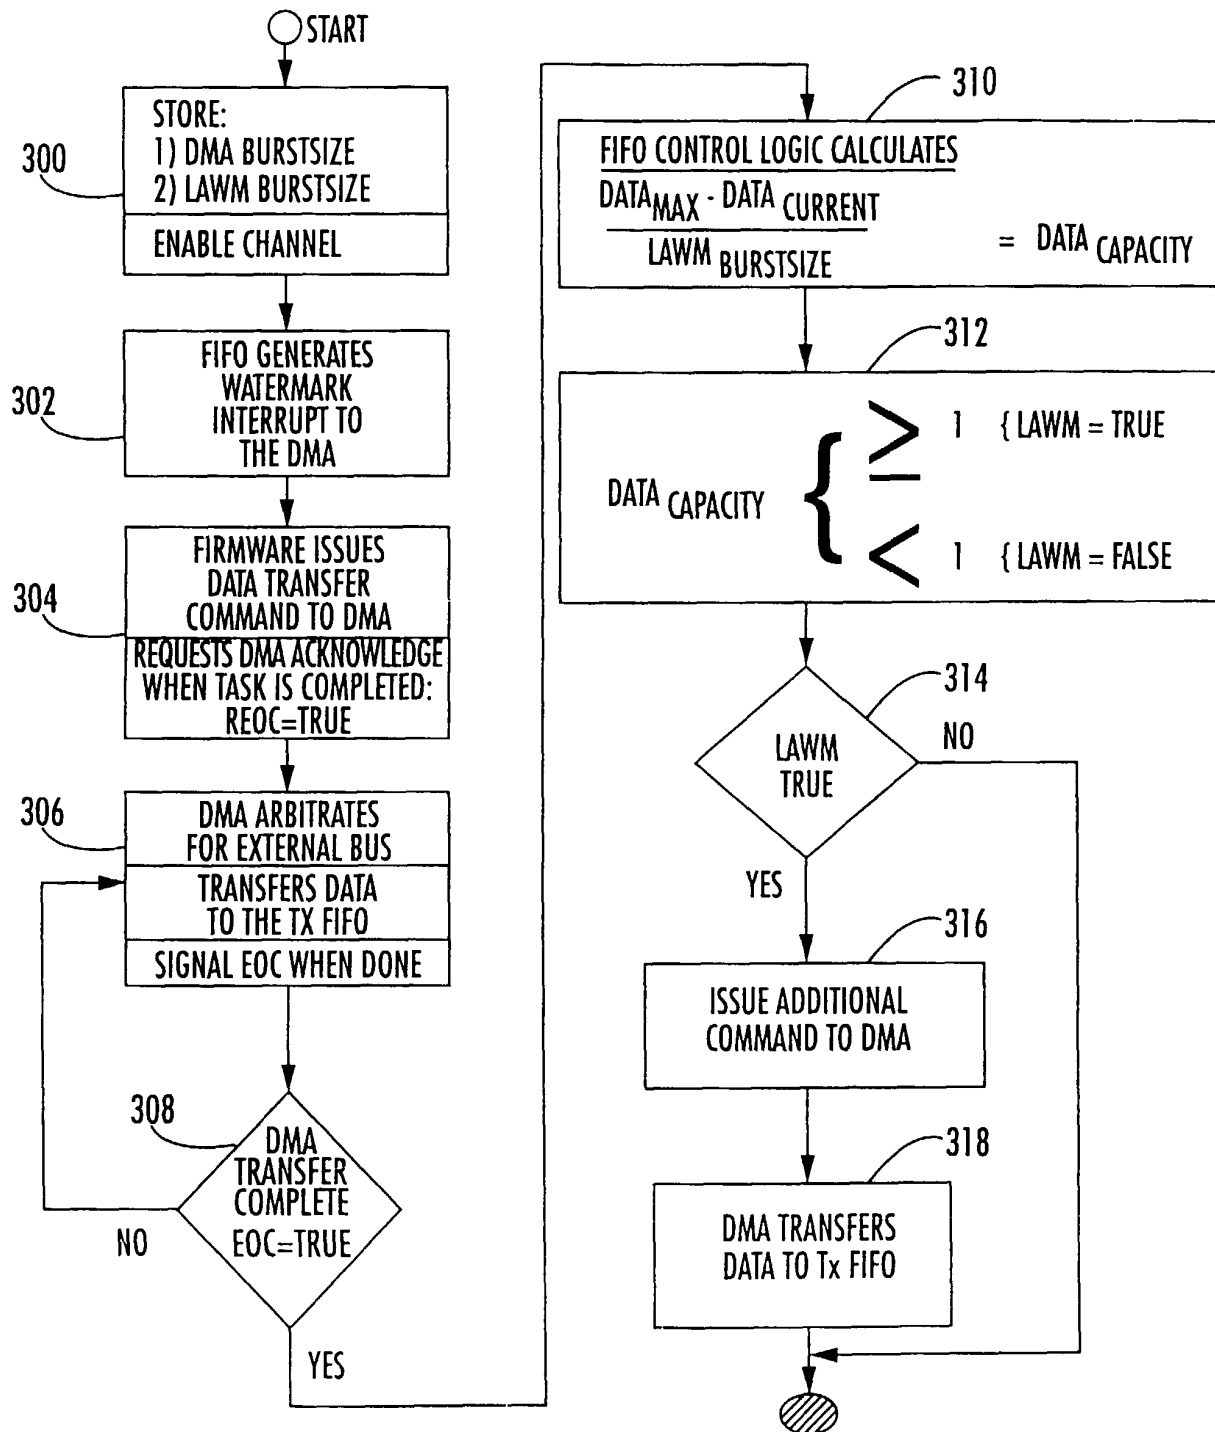 START
300
STORE:
1) DMA BURSTSIZE
2) LAWM BURSTSIZE
ENABLE CHANNEL
302
FIFO GENERATES
WATERMARK
INTERRUPT TO
THE DMA
304
FIRMWARE ISSUES
DATA TRANSFER
COMMAND TO DMA
REQUESTS DMA ACKNOWLEDGE
WHEN TASK IS COMPLETED:
REOC=TRUE
306
DMA ARBITRATES
FOR EXTERNAL BUS
TRANSFERS DATA
TO THE TX FIFO
SIGNAL EOC WHEN DONE
308
DMA
TRANSFER
COMPLETE
EOC=TRUE
NO
YES
310
FIFO CONTROL LOGIC CALCULATES
DATA MAX - DATA CURRENT
LAWM BURSTSIZE = DATA CAPACITY
312
≥ 1 { LAWM = TRUE
DATA CAPACITY {
< 1 { LAWM = FALSE
314
LAWM
TRUE
NO
YES
316
ISSUE ADDITIONAL
COMMAND TO DMA
318
DMA TRANSFERS
DATA TO Tx FIFO